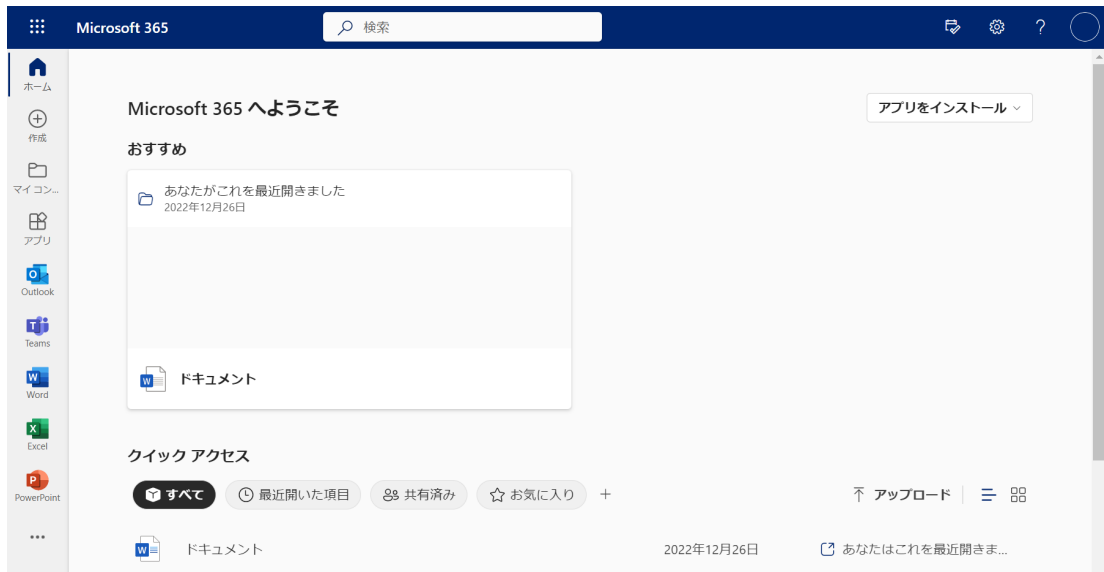 Microsoft 365
検索
?
ホーム
作成
マイ コン...
アプリ
Outlook
Teams
Word
Excel
PowerPoint
Microsoft 365 へようこそ
アプリをインストール
おすすめ
あなたがこれを最近開きました
2022年12月26日
ドキュメント
クイック アクセス
すべて
最近開いた項目
共有済み
お気に入り
+
アップロード
ドキュメント
2022年12月26日
あなたはこれを最近開きま...